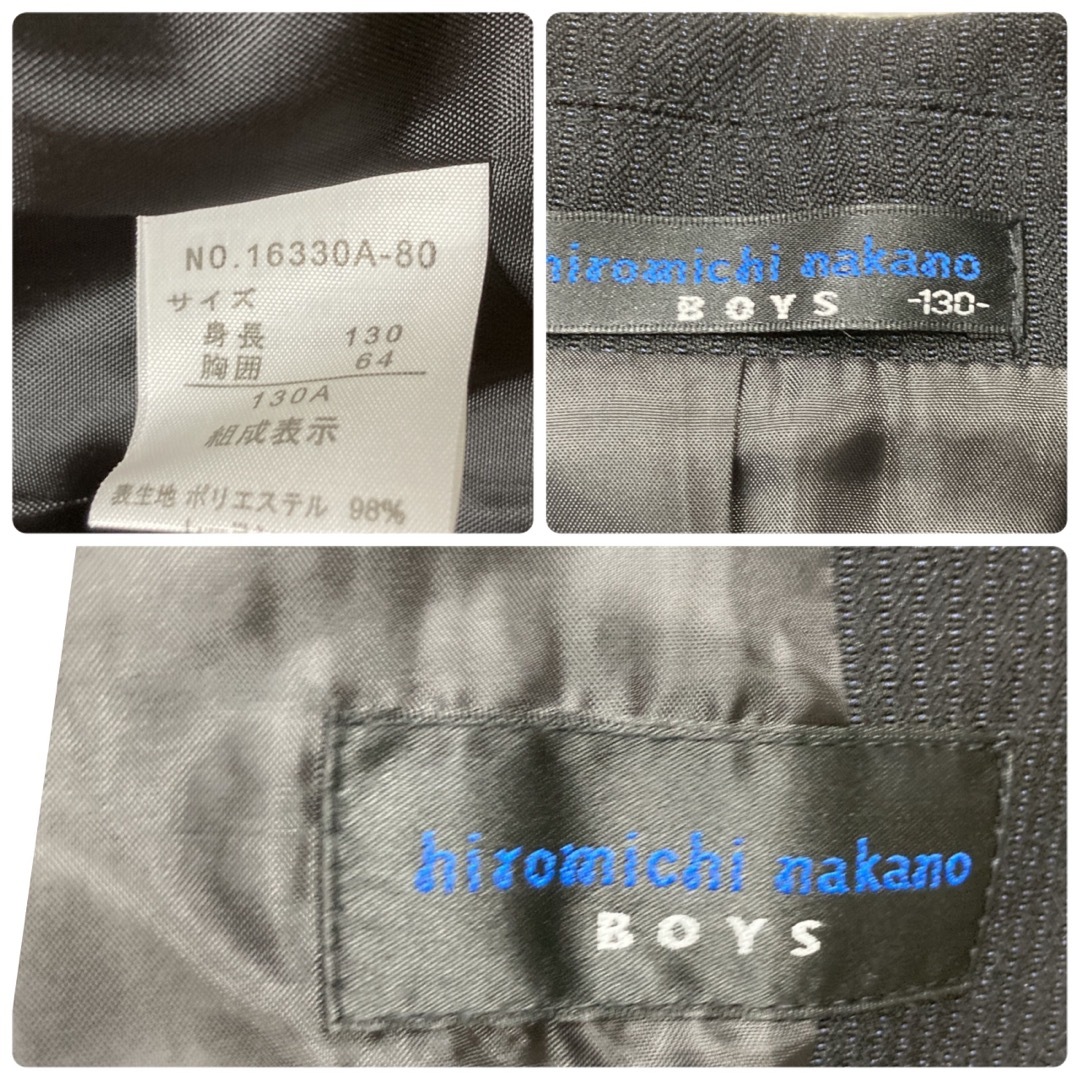 NO.16330A-80
サイズ
身長 130
胸囲 64
130A
組成表示
表生地 ポリエステル 98%
hiromichi nakano
BOYS -130-
hiromichi nakano
BOYS